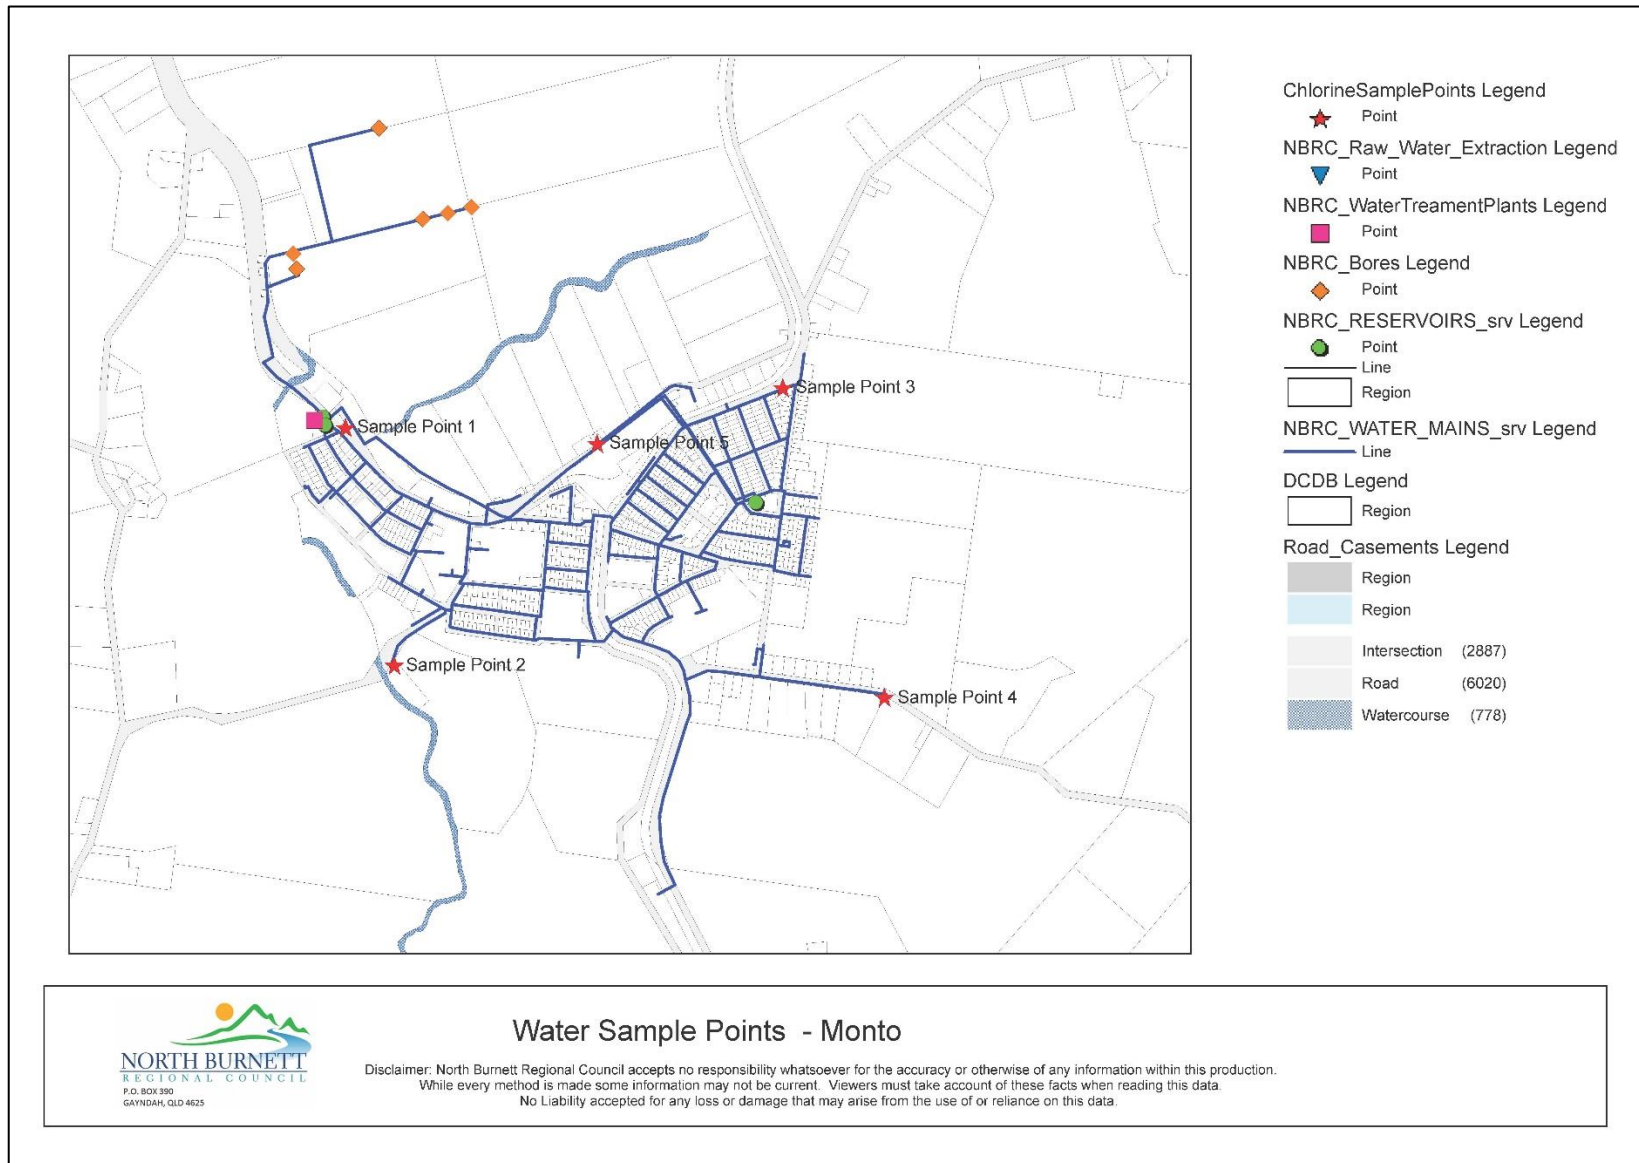 Sample Point 3
Sample Point 1
Sample Point 5
Sample Point 2
Sample Point 4
ChlorineSamplePoints Legend
Point
NBRC_Raw_Water_Extraction Legend
Point
NBRC_WaterTreamentPlants Legend
Point
NBRC_Bores Legend
Point
NBRC_RESERVOIRS_srv Legend
Point
Line
Region
NBRC_WATER_MAINS_srv Legend
Line
DCDB Legend
Region
Road_Casements Legend
Region
Region
Intersection (2887)
Road (6020)
Watercourse (778)
NORTH BURNETT
REGIONAL COUNCIL
P.O. BOX 390
GAYNDAH, QLD 4625
Water Sample Points - Monto
Disclaimer: North Burnett Regional Council accepts no responsibility whatsoever for the accuracy or otherwise of any information within this production.
While every method is made some information may not be current. Viewers must take account of these facts when reading this data.
No Liability accepted for any loss or damage that may arise from the use of or reliance on this data.